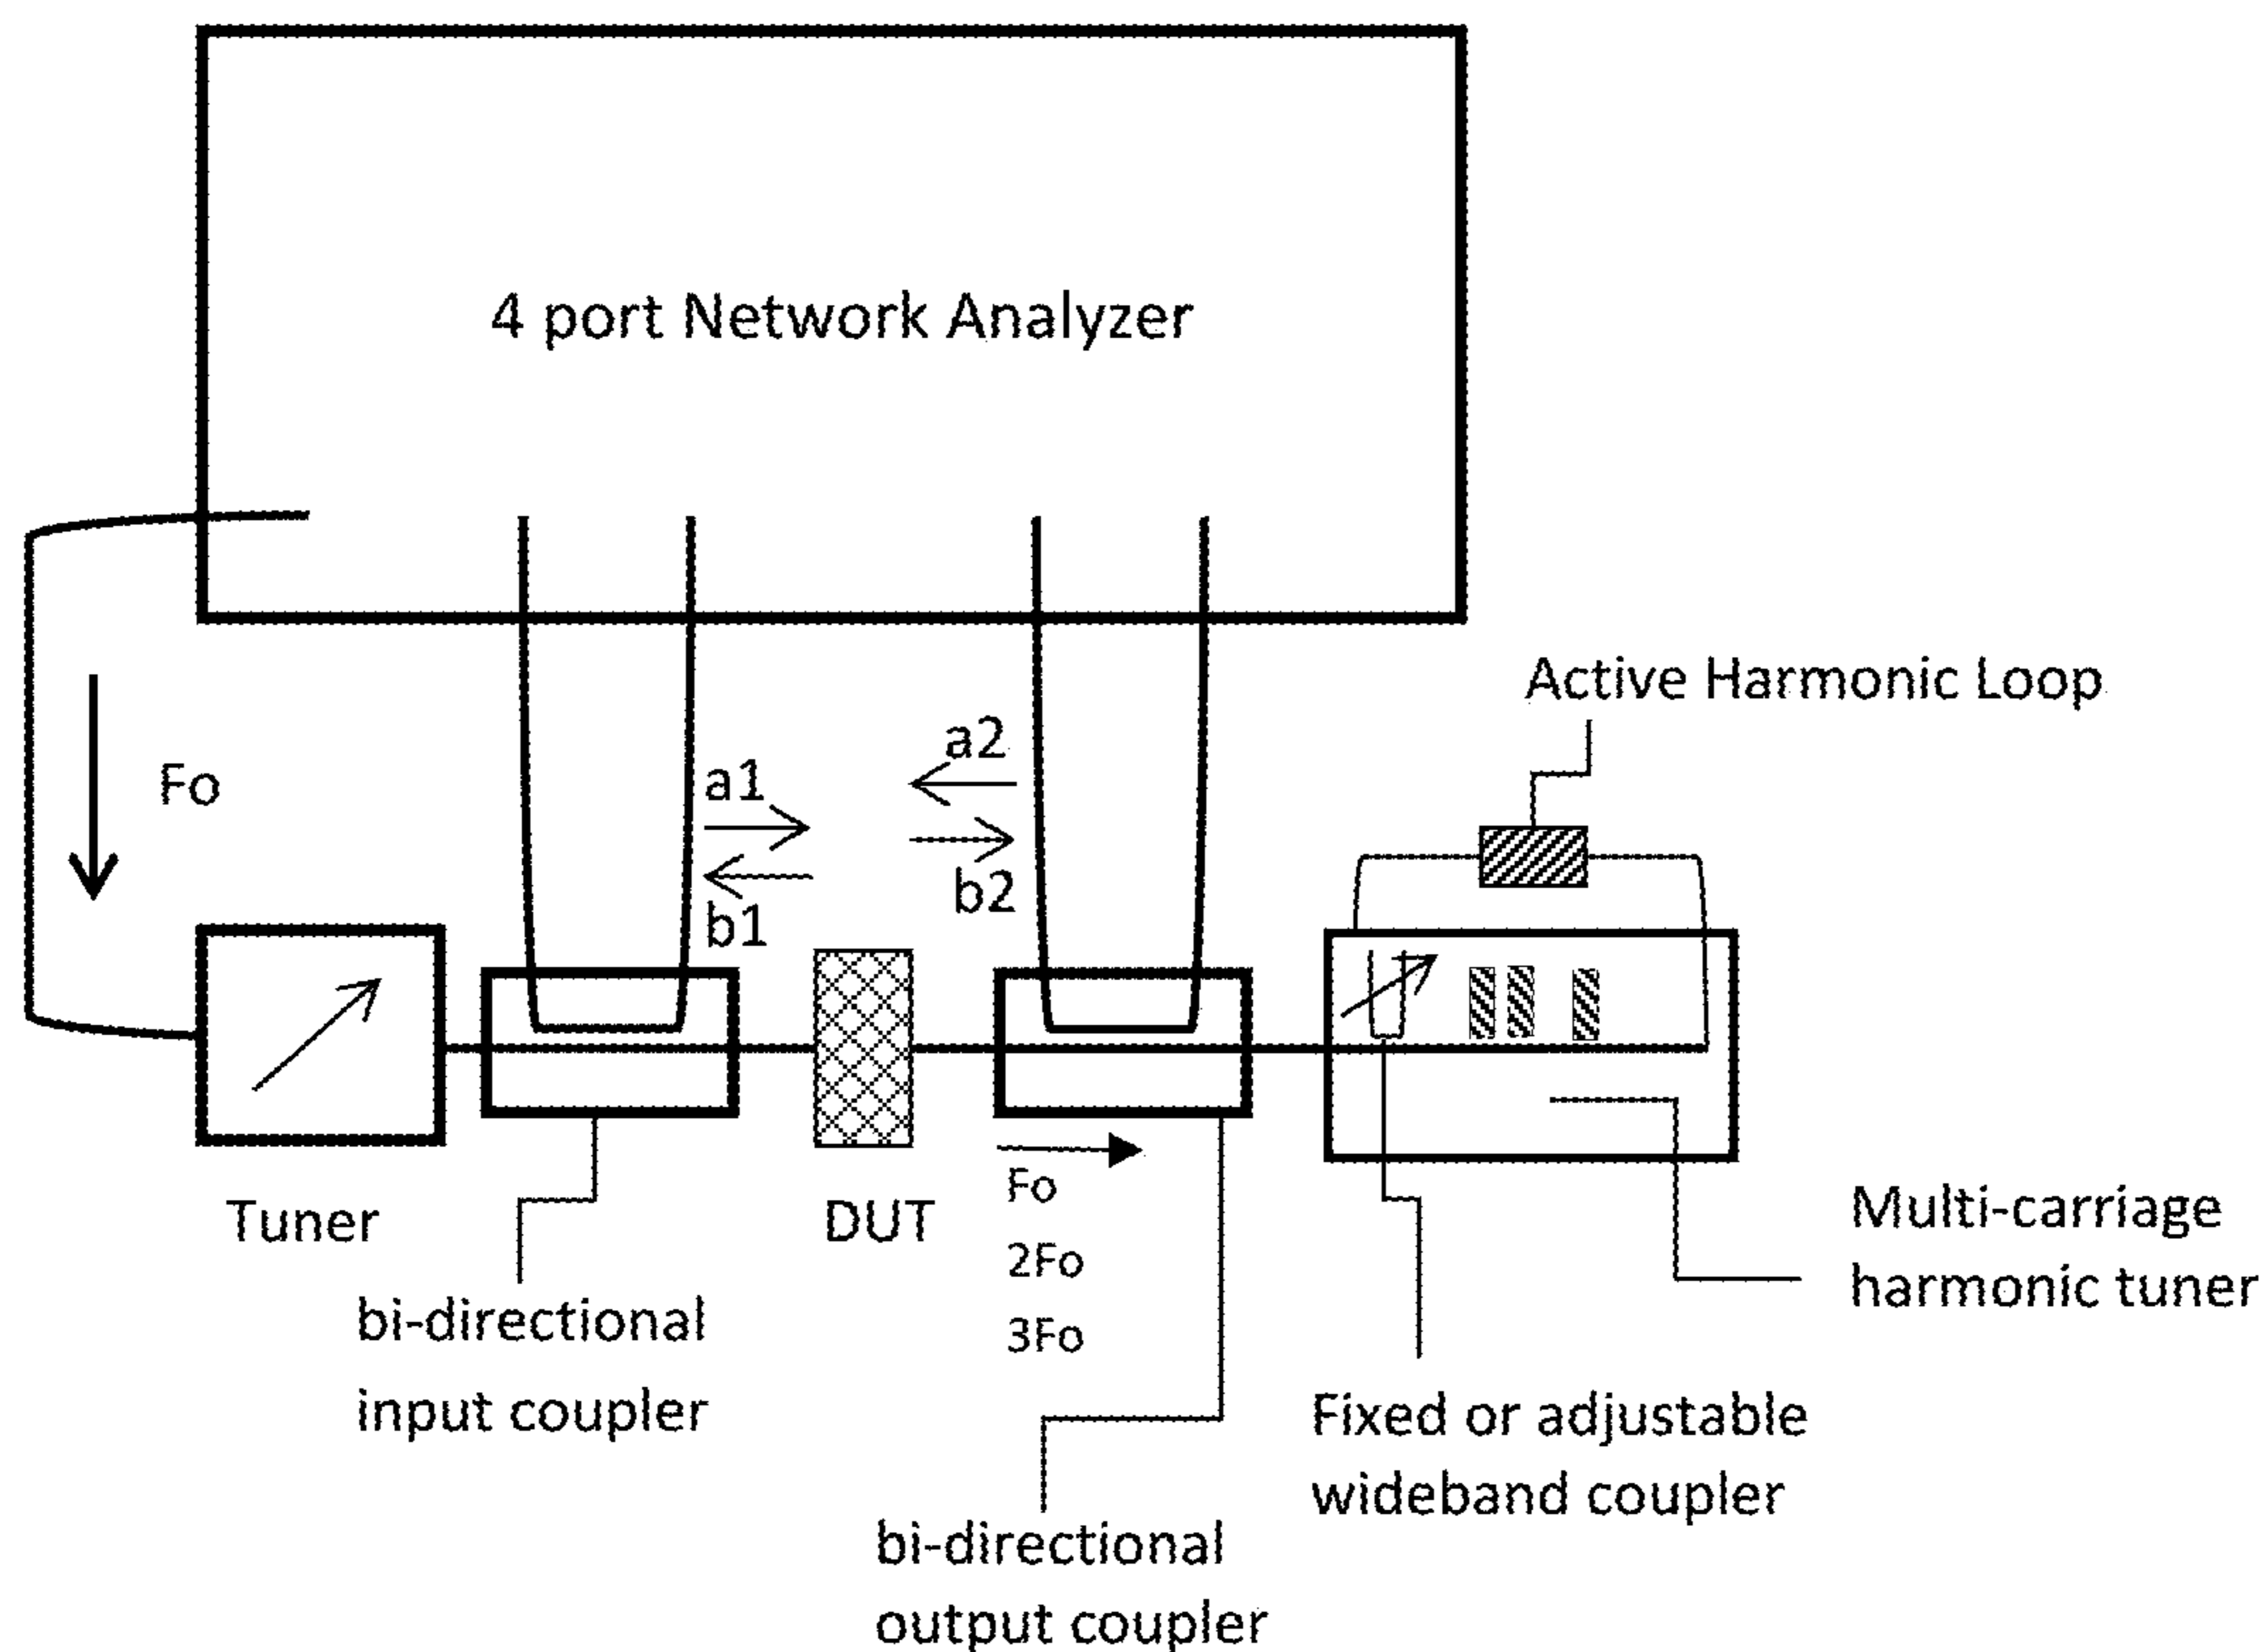 4 port Network Analyzer
Active Harmonic Loop
Fo
a1
a2
b1
b2
Tuner
DUT
Fo
2Fo
3Fo
bi-directional
input coupler
bi-directional
output coupler
Fixed or adjustable
wideband coupler
Multi-carriage
harmonic tuner